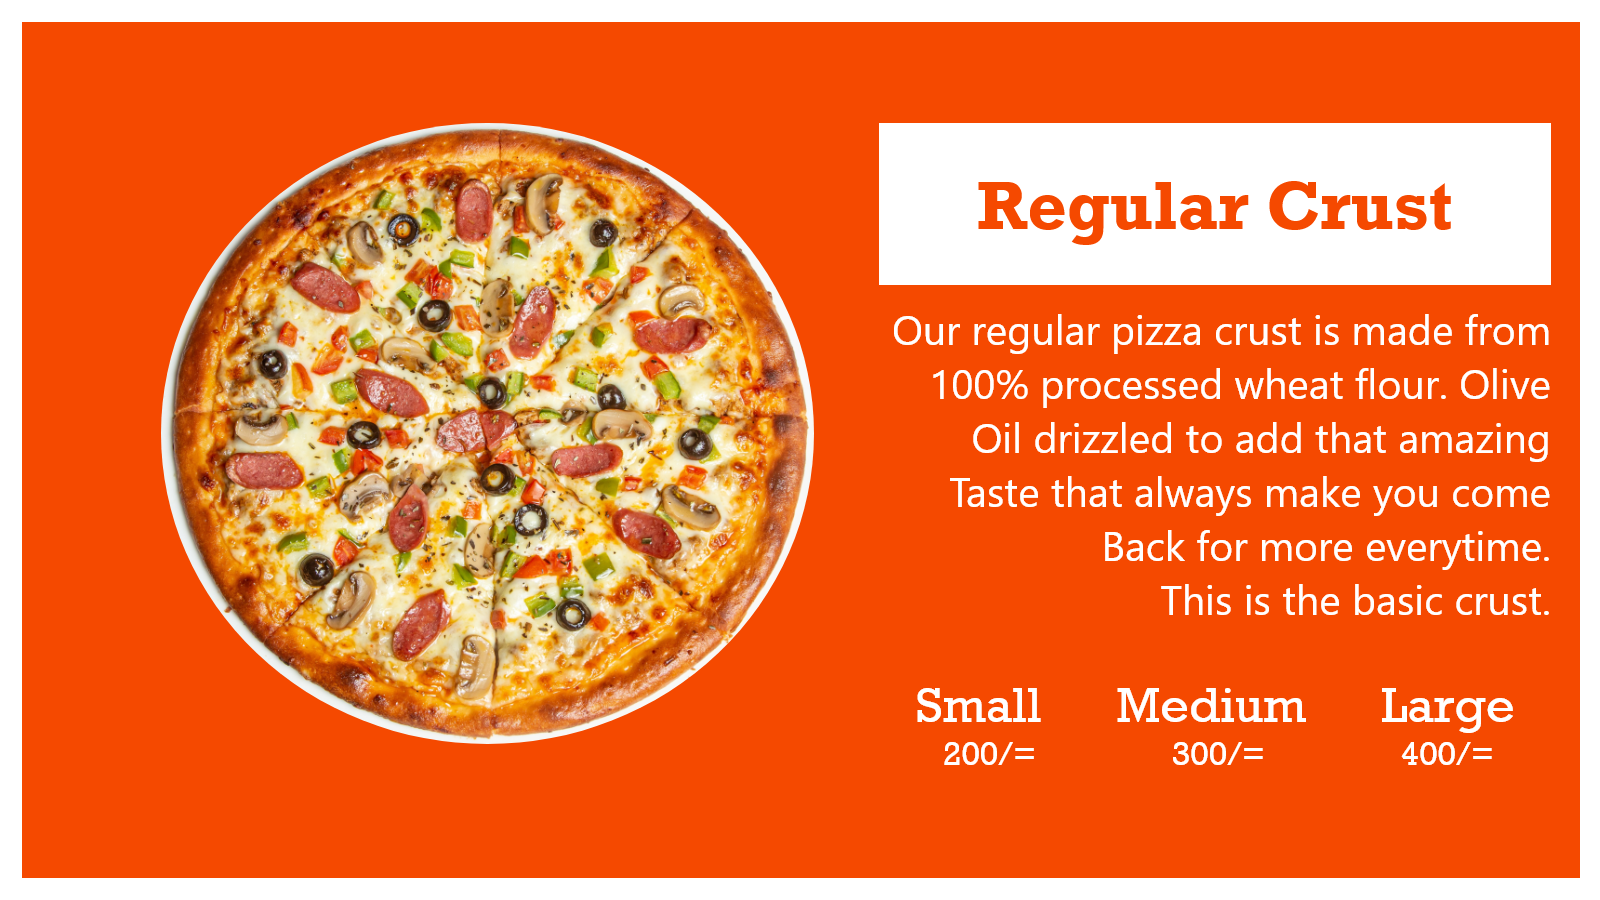 Regular Crust
Our regular pizza crust is made from
100% processed wheat flour. Olive
Oil drizzled to add that amazing
Taste that always make you come
Back for more everytime.
This is the basic crust.
Small Medium Large
200/= 300/= 400/=